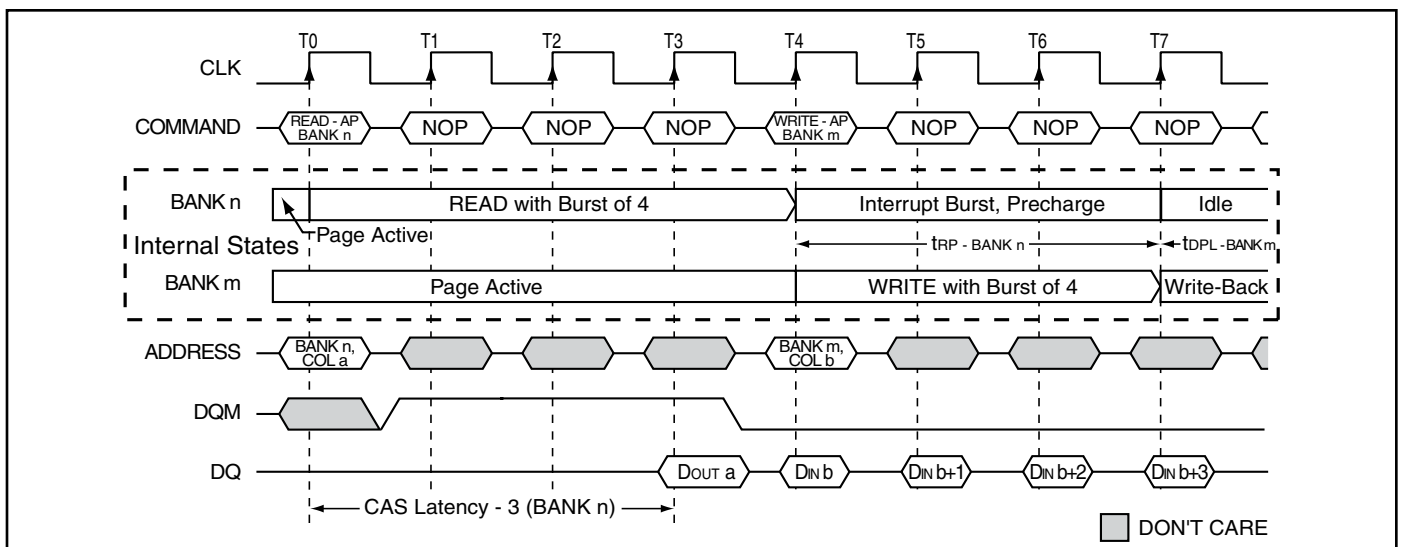 T0 T1 T2 T3 T4 T5 T6 T7
CLK
COMMAND READ - AP BANK n NOP NOP NOP WRITE - AP BANK m NOP NOP NOP
BANK n READ with Burst of 4 Interrupt Burst, Precharge Idle
Internal States Page Active tRP - BANK n tDPL - BANK m
BANK m Page Active WRITE with Burst of 4 Write-Back
ADDRESS BANK n, COL a BANK m, COL b
DQM
DQ DOUT a DIN b DIN b+1 DIN b+2 DIN b+3
CAS Latency - 3 (BANK n)
DON'T CARE